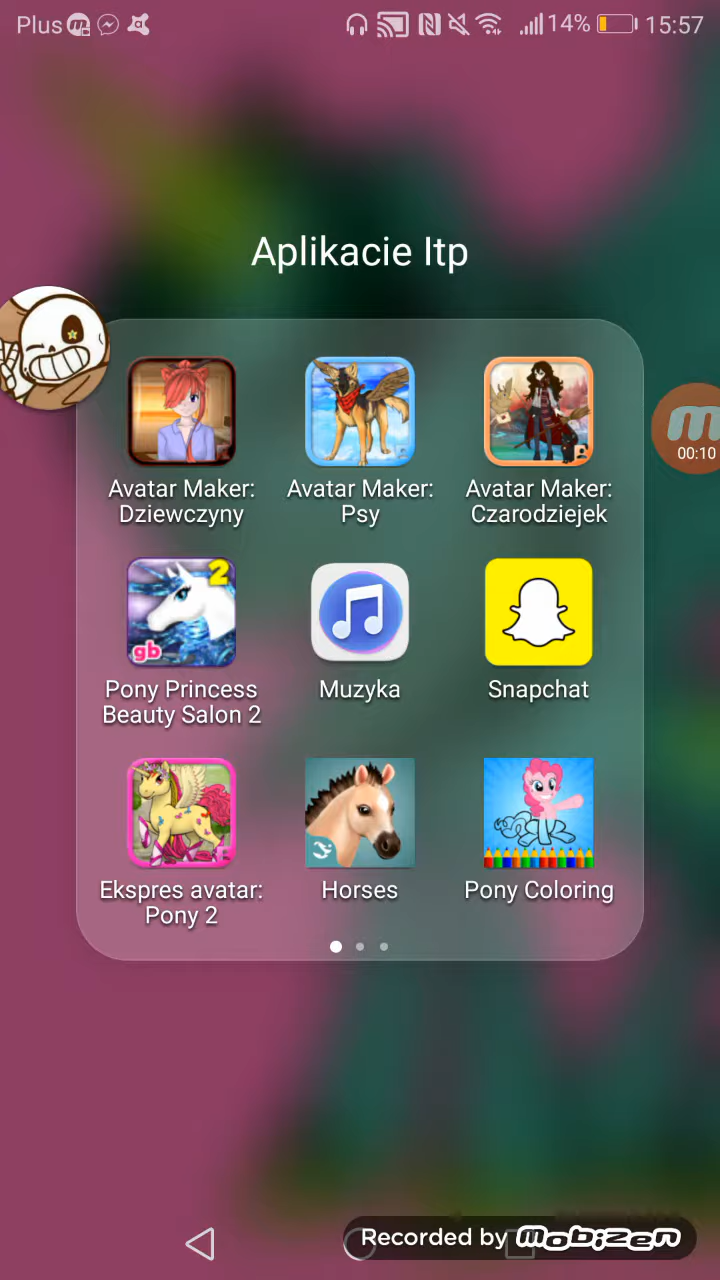 Plus 14% 15:57
Aplikacie Itp
00:10
Avatar Maker: Dziewczyny
Avatar Maker: Psy
Avatar Maker: Czarodziejek
2
gb
Pony Princess Beauty Salon 2
Muzyka
Snapchat
Ekspres avatar: Pony 2
Horses
Pony Coloring
Recorded by mobizen